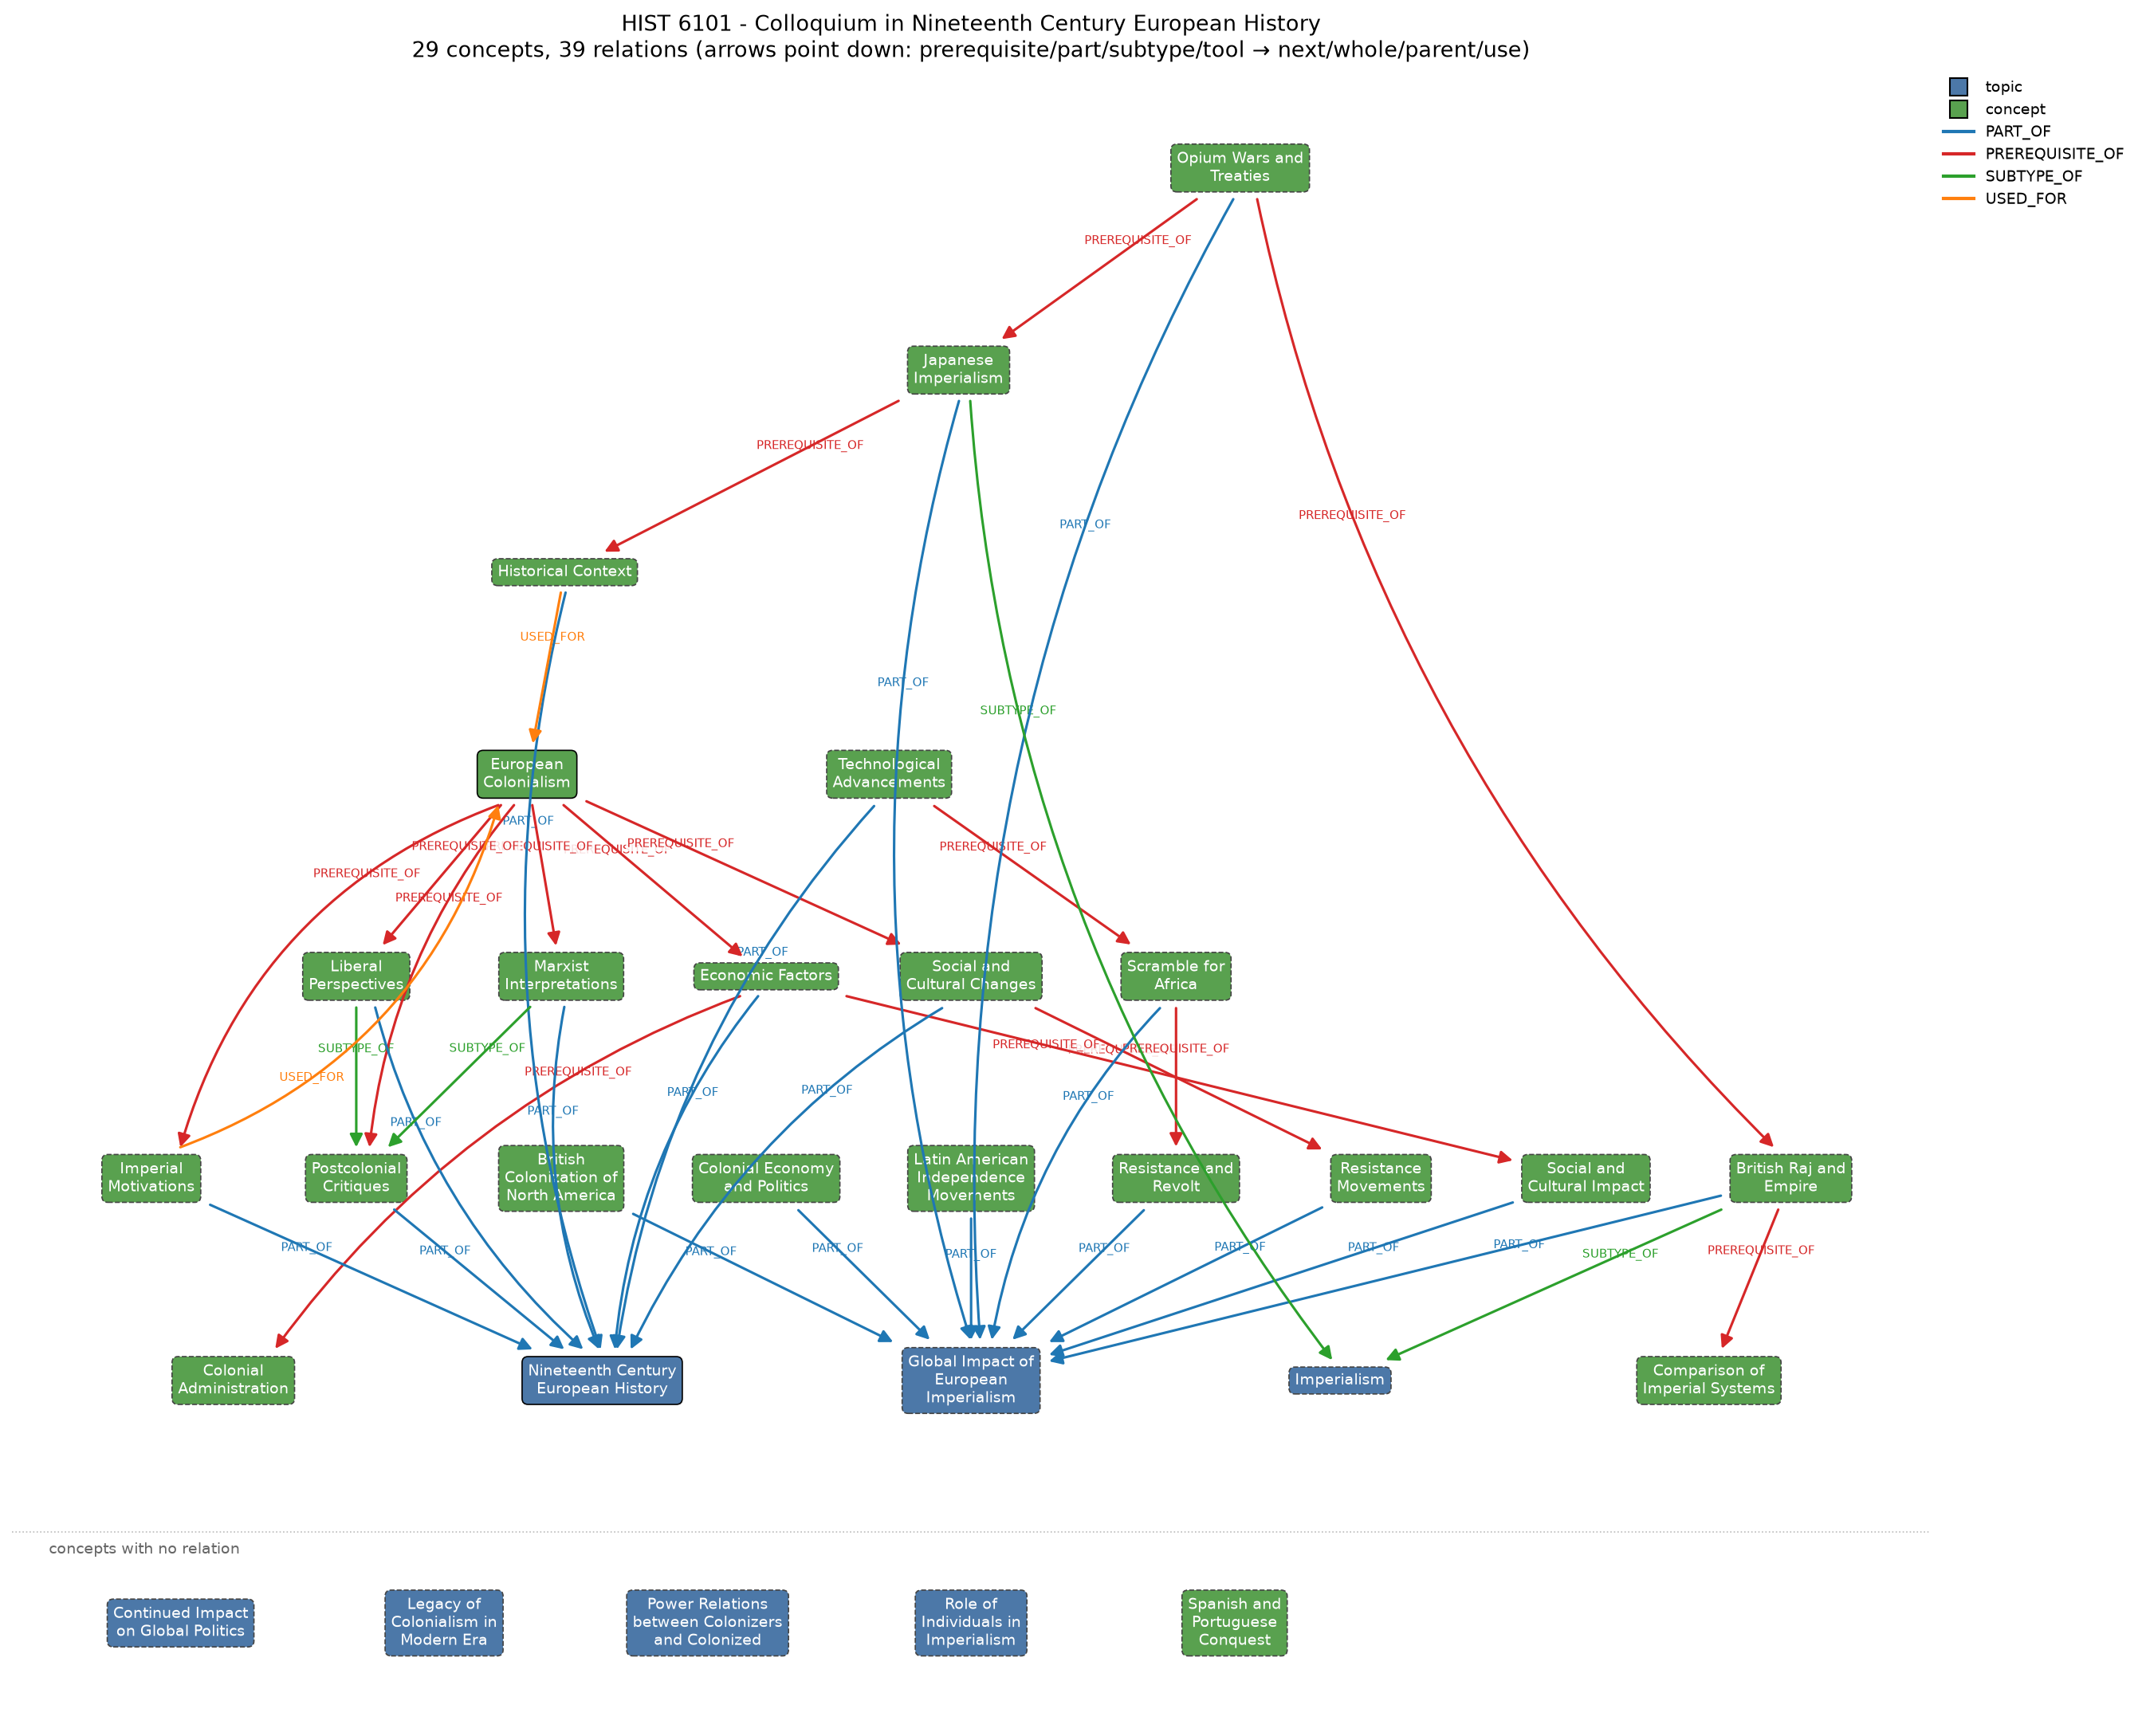 HIST 6101 - Colloquium in Nineteenth Century European History
29 concepts, 39 relations (arrows point down: prerequisite/part/subtype/tool → next/whole/parent/use)
topic
concept
PART_OF
PREREQUISITE_OF
SUBTYPE_OF
USED_FOR
Opium Wars and
Treaties
PREREQUISITE_OF
Japanese
Imperialism
PREREQUISITE_OF
PART_OF
PREREQUISITE_OF
Historical Context
USED_FOR
PART_OF
SUBTYPE_OF
European
Colonialism
Technological
Advancements
PART_OF
PREREQUISITE_OF
PREREQUISITE_OF
PREREQUISITE_OF
PREREQUISITE_OF
PREREQUISITE_OF
PART_OF
Liberal
Perspectives
Marxist
Interpretations
Economic Factors
Social and
Cultural Changes
Scramble for
Africa
SUBTYPE_OF
SUBTYPE_OF
PREREQUISITE_OF
PREREQUISITE_OF
USED_FOR
PREREQUISITE_OF
PART_OF
PART_OF
PART_OF
PART_OF
PART_OF
Imperial
Motivations
Postcolonial
Critiques
British
Colonization of
North America
Colonial Economy
and Politics
Latin American
Independence
Movements
Resistance and
Revolt
Resistance
Movements
Social and
Cultural Impact
British Raj and
Empire
PART_OF
PART_OF
PART_OF
PART_OF
PART_OF
PART_OF
PART_OF
PART_OF
PART_OF
SUBTYPE_OF
PREREQUISITE_OF
Colonial
Administration
Nineteenth Century
European History
Global Impact of
European
Imperialism
Imperialism
Comparison of
Imperial Systems
concepts with no relation
Continued Impact
on Global Politics
Legacy of
Colonialism in
Modern Era
Power Relations
between Colonizers
and Colonized
Role of
Individuals in
Imperialism
Spanish and
Portuguese
Conquest